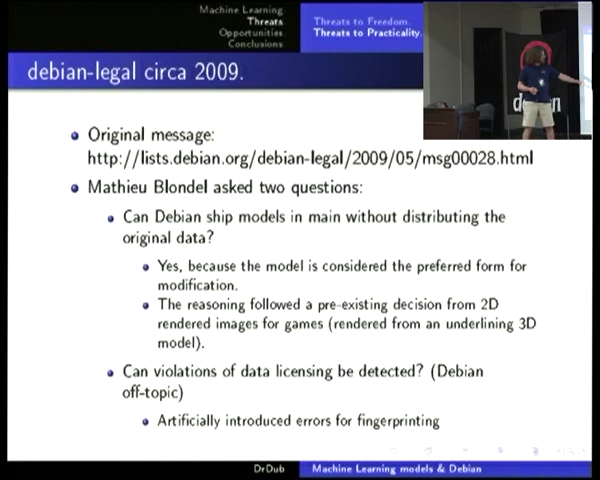 Machine Learning
Threats
Opportunities
Conclusions
Threats to Freedom.
Threats to Practicality.
debian-legal circa 2009.
Original message:
http://lists.debian.org/debian-legal/2009/05/msg00028.html
Mathieu Blondel asked two questions:
Can Debian ship models in main without distributing the
original data?
Yes, because the model is considered the preferred form for
modification.
The reasoning followed a pre-existing decision from 2D
rendered images for games (rendered from an underlining 3D
model).
Can violations of data licensing be detected? (Debian
off-topic)
Artificially introduced errors for fingerprinting
DrDub
Machine Learning models & Debian